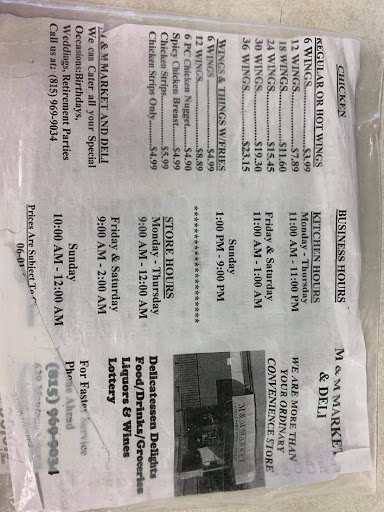 CHICKEN
REGULAR OR HOT WINGS
6 WINGS..............$3.99
12 WINGS............$7.89
18 WINGS..........$11.60
24 WINGS..........$15.45
30 WINGS..........$19.30
36 WINGS..........$23.15
WINGS & THINGS W/FRIES
6 WINGS....................$4.99
12 WINGS..................$8.89
6 PC Chicken Nugget....$4.90
Spicy Chicken Breast....$4.99
Chicken Strips.............$5.99
Chicken Strips Only......$4.99
M & M MARKET AND DELI
We can Cater all your Special
Occasion:Birthdays,
Weddings, Retirement Parties
Call us at: (815) 969-9034
BUSINESS HOURS
KITCHEN HOURS
Monday - Thursday
11:00 AM - 11:00 PM
Friday & Saturday
11:00 AM - 1:00 AM
Sunday
1:00 PM - 9:00 PM
**********************
STORE HOURS
Monday - Thursday
9:00 AM - 12:00 AM
Friday & Saturday
9:00 AM - 2:00 AM
Sunday
10:00 AM - 12:00 AM
Prices Are Subject To
M & M MARKET
& DELI
WE ARE MORE THAN
YOUR ORDINARY
CONVENIENCE STORE
M & M MARKET
Delicatessen Delights
Food/Drinks/Groceries
Liquers & Wines
Lottery
For Faster Service
Phone Ahead
(815) 969-9034